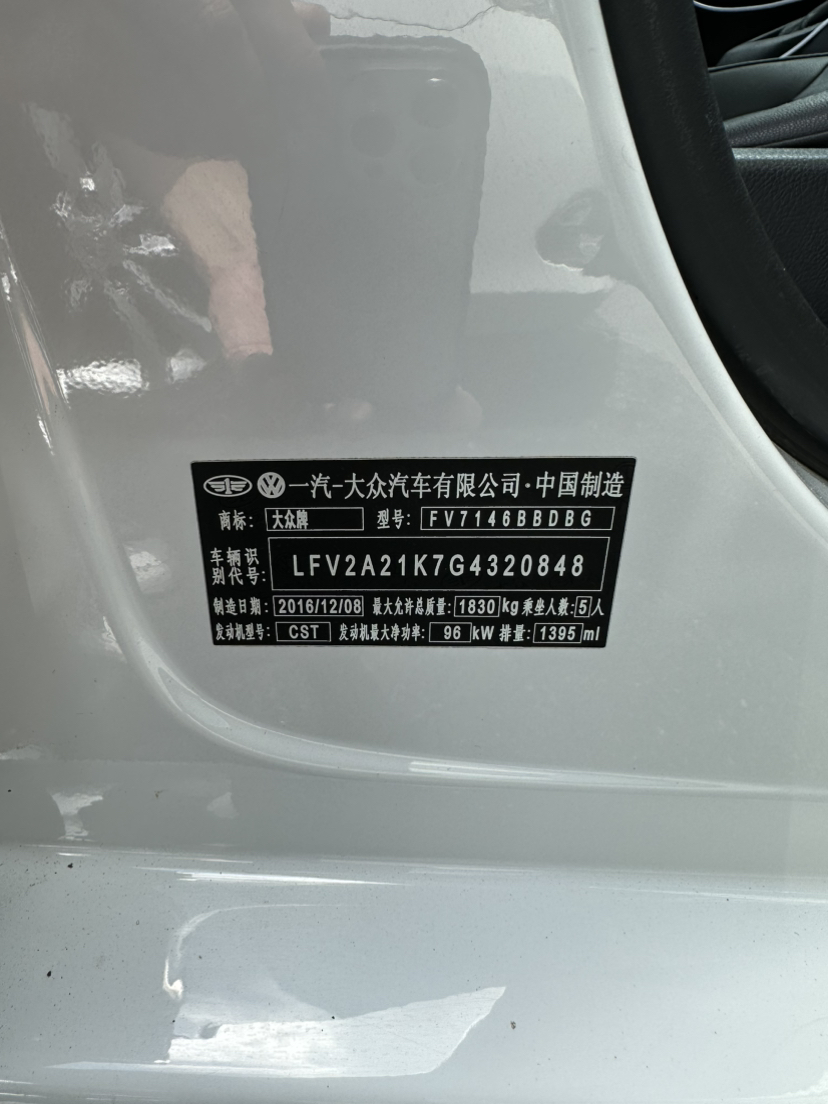 一汽-大众汽车有限公司·中国制造
商标: 大众牌 型号: FV7146BBDBG
车辆识别代号: LFV2A21K7G4320848
制造日期: 2016/12/08 最大允许总质量: 1830 kg 乘坐人数: 5 人
发动机型号: CST 发动机最大净功率: 96 kW 排量: 1395 ml